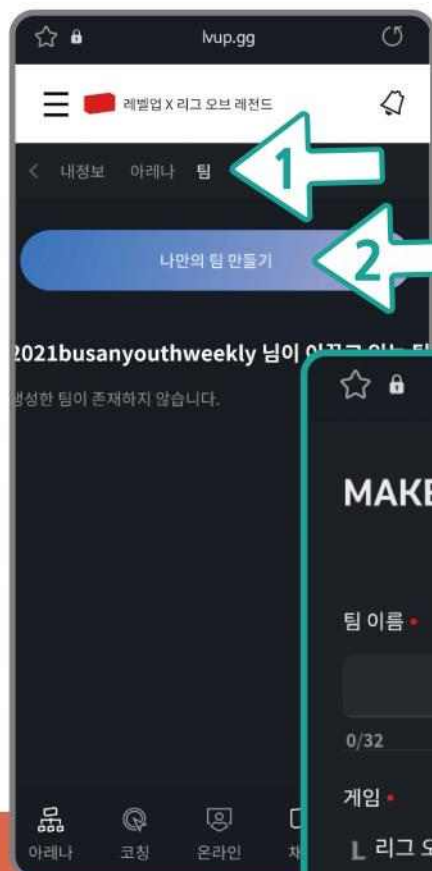 lvup.gg
레벨업 X 리그 오브 레전드
< 내정보 아레나 팀
1
나만의 팀 만들기
2
2021busanyouthweekly 님이
생성한 팀이 존재하지 않습니다.
MAKE
팀 이름 •
0/32
게임 •
리그 오
아레나 코칭 온라인